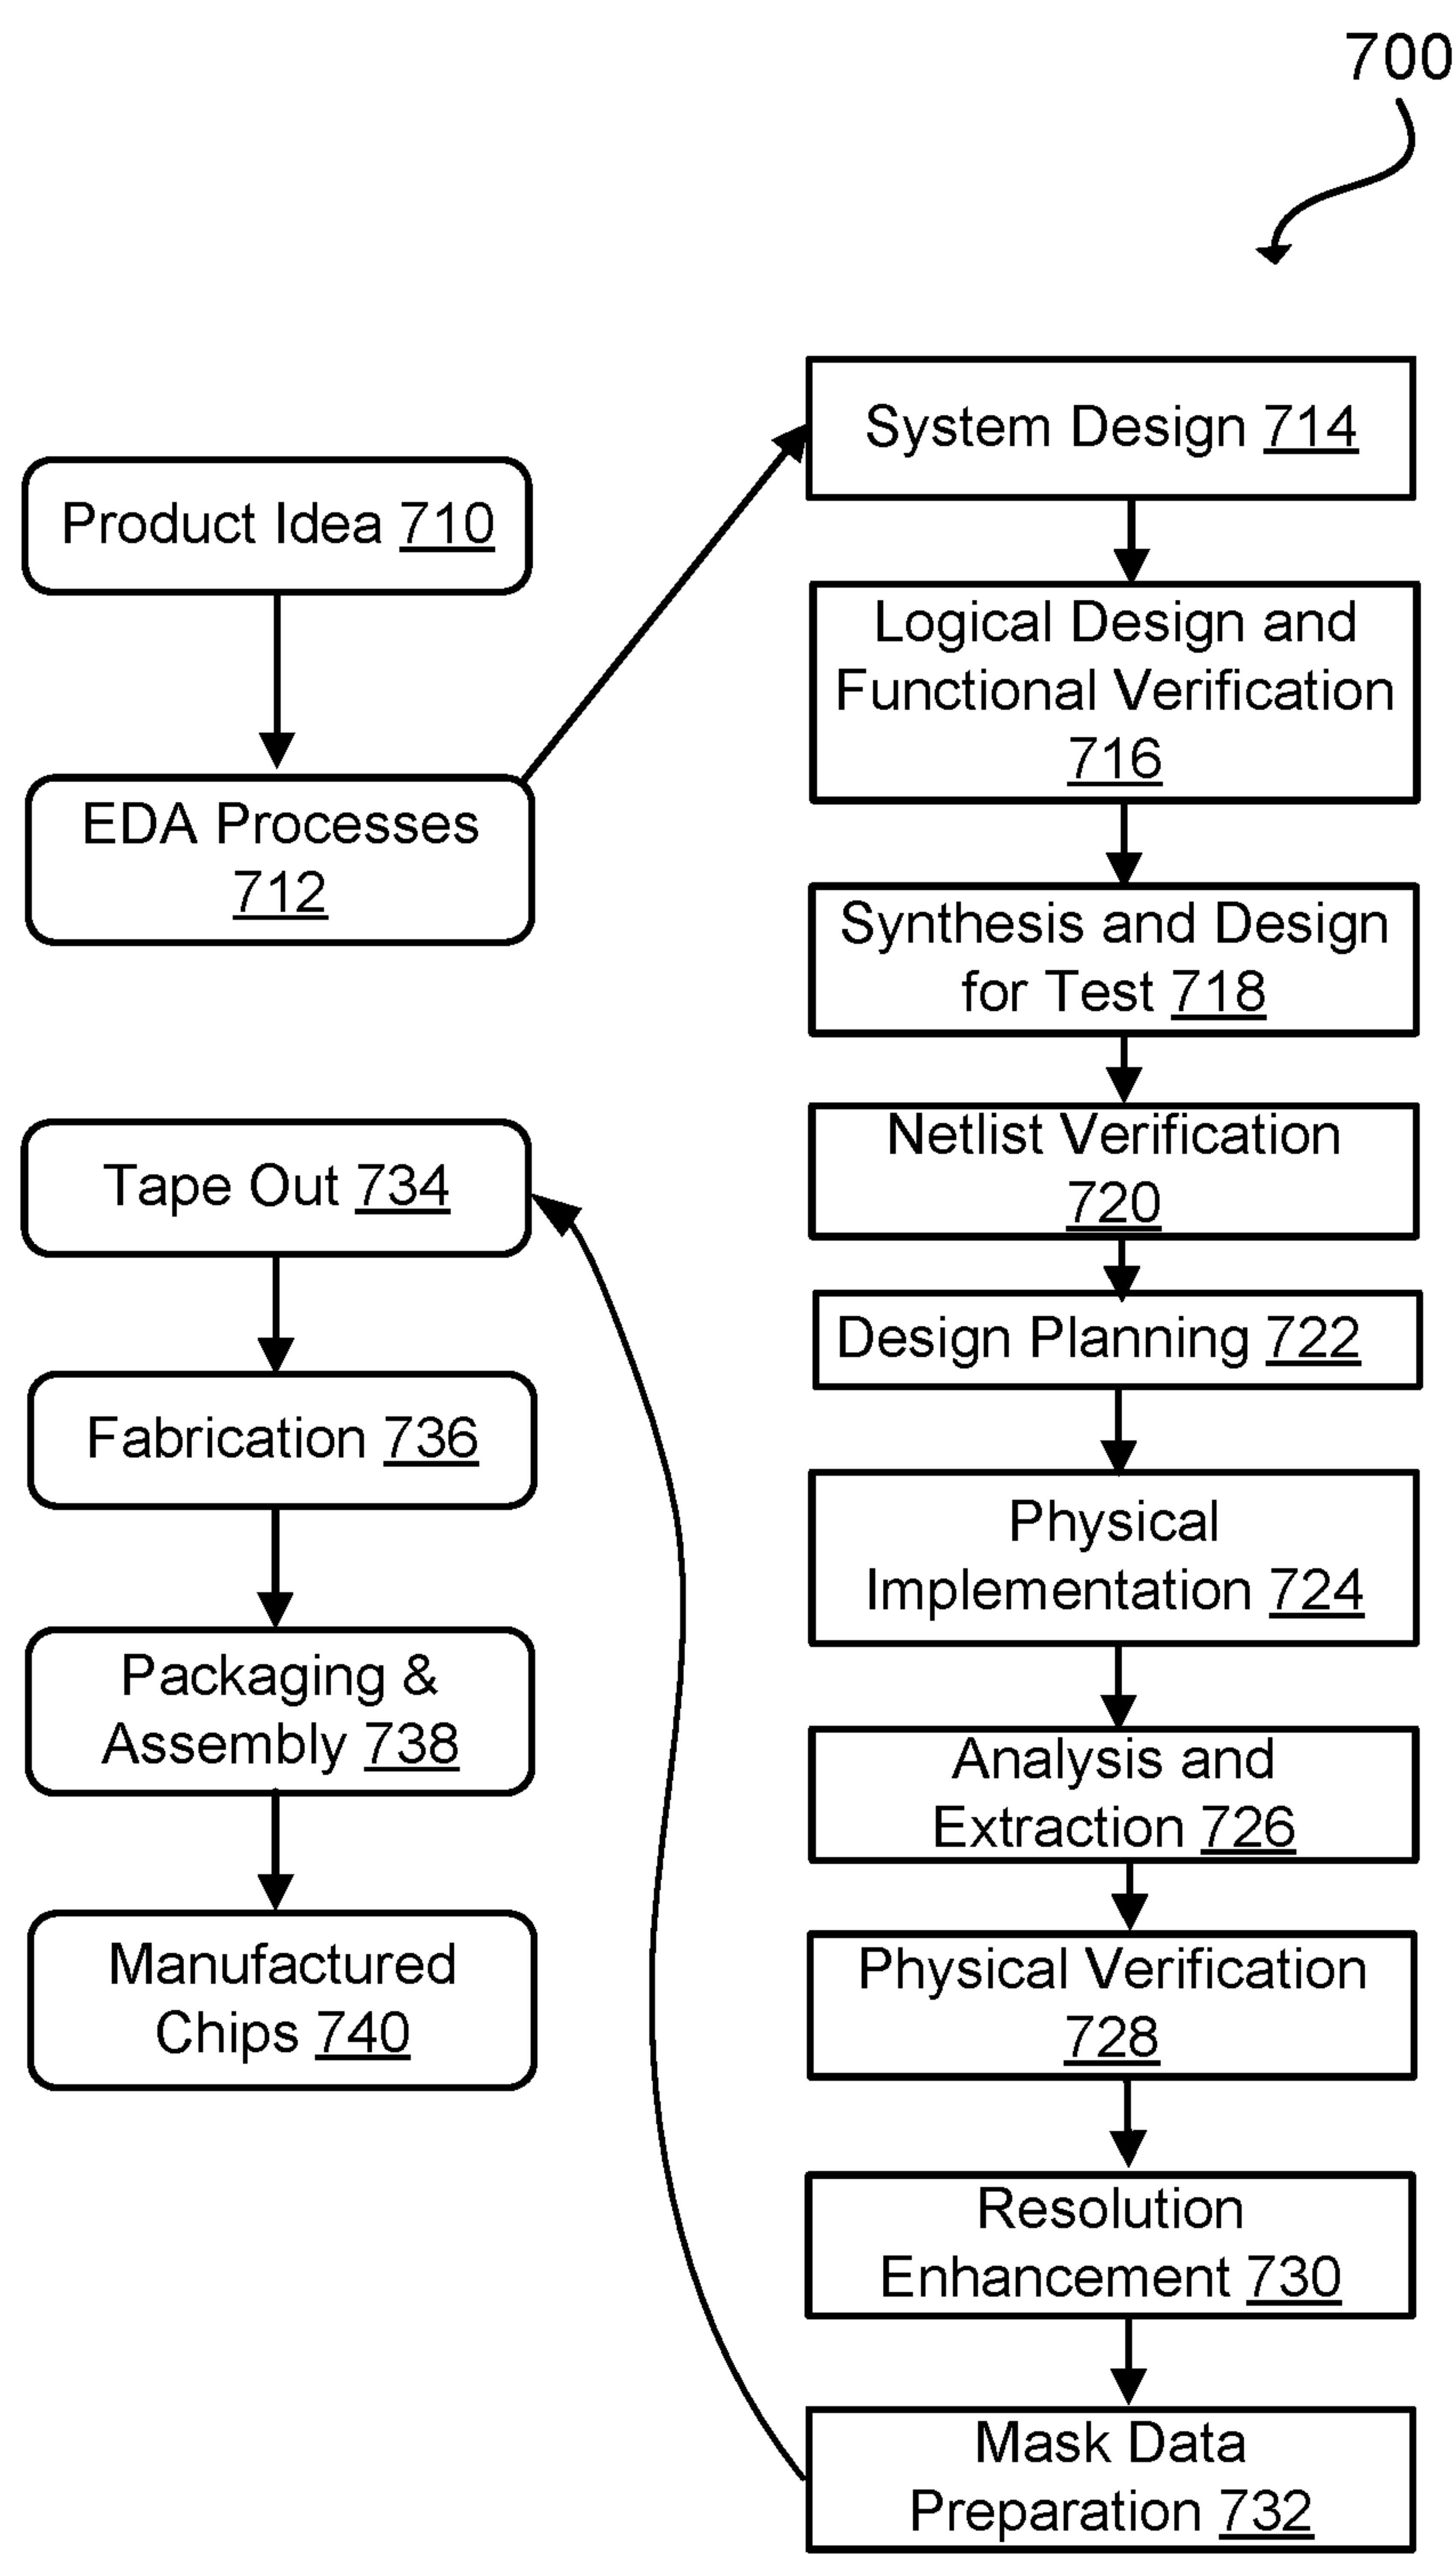 700
Product Idea 710
EDA Processes
712
System Design 714
Logical Design and
Functional Verification
716
Synthesis and Design
for Test 718
Netlist Verification
720
Design Planning 722
Physical
Implementation 724
Analysis and
Extraction 726
Physical Verification
728
Resolution
Enhancement 730
Mask Data
Preparation 732
Tape Out 734
Fabrication 736
Packaging &
Assembly 738
Manufactured
Chips 740